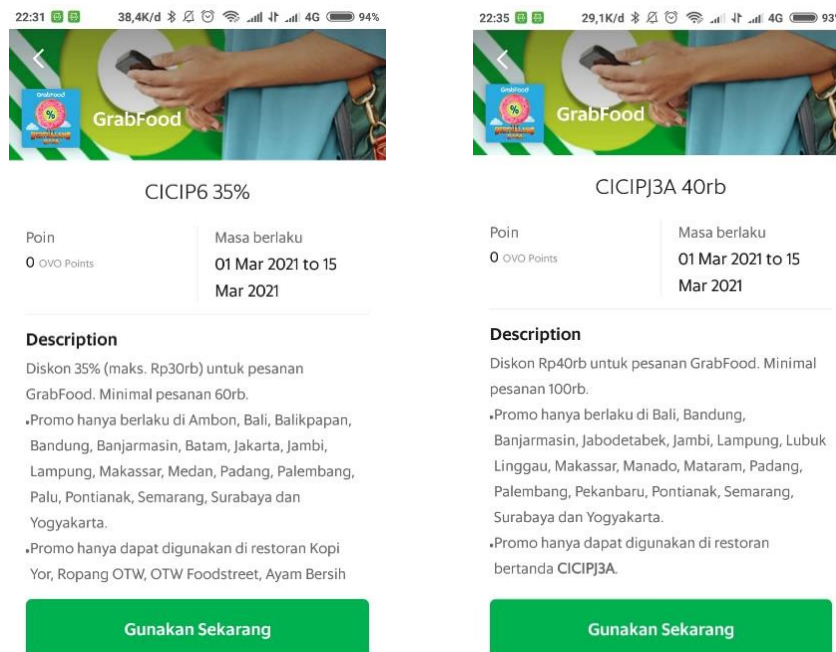 22:31 38,4K/d 4G 94%
GrabFood
GrabFood
CICIP6 35%
Poin
0 OVO Points
Masa berlaku
01 Mar 2021 to 15
Mar 2021
Description
Diskon 35% (maks. Rp30rb) untuk pesanan
GrabFood. Minimal pesanan 60rb.
•Promo hanya berlaku di Ambon, Bali, Balikpapan,
Bandung, Banjarmasin, Batam, Jakarta, Jambi,
Lampung, Makassar, Medan, Padang, Palembang,
Palu, Pontianak, Semarang, Surabaya dan
Yogyakarta.
•Promo hanya dapat digunakan di restoran Kopi
Yor, Ropang OTW, OTW Foodstreet, Ayam Bersih
Gunakan Sekarang
22:35 29,1K/d 4G 93%
GrabFood
GrabFood
CICIPJ3A 40rb
Poin
0 OVO Points
Masa berlaku
01 Mar 2021 to 15
Mar 2021
Description
Diskon Rp40rb untuk pesanan GrabFood. Minimal
pesanan 100rb.
•Promo hanya berlaku di Bali, Bandung,
Banjarmasin, Jabodetabek, Jambi, Lampung, Lubuk
Linggau, Makassar, Manado, Mataram, Padang,
Palembang, Pekanbaru, Pontianak, Semarang,
Surabaya dan Yogyakarta.
•Promo hanya dapat digunakan di restoran
bertanda CICIPJ3A.
Gunakan Sekarang